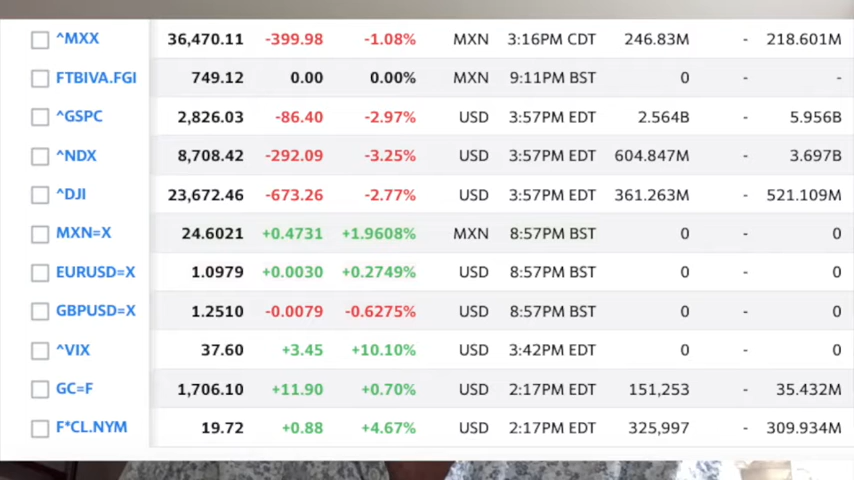 ^MXX 36,470.11 -399.98 -1.08% MXN 3:16PM CDT 246.83M - 218.601M
FTBIVA.FGI 749.12 0.00 0.00% MXN 9:11PM BST 0 - -
^GSPC 2,826.03 -86.40 -2.97% USD 3:57PM EDT 2.564B - 5.956B
^NDX 8,708.42 -292.09 -3.25% USD 3:57PM EDT 604.847M - 3.697B
^DJI 23,672.46 -673.26 -2.77% USD 3:57PM EDT 361.263M - 521.109M
MXN=X 24.6021 +0.4731 +1.9608% MXN 8:57PM BST 0 - 0
EURUSD=X 1.0979 +0.0030 +0.2749% USD 8:57PM BST 0 - 0
GBPUSD=X 1.2510 -0.0079 -0.6275% USD 8:57PM BST 0 - 0
^VIX 37.60 +3.45 +10.10% USD 3:42PM EDT 0 - 0
GC=F 1,706.10 +11.90 +0.70% USD 2:17PM EDT 151,253 - 35.432M
F*CL.NYM 19.72 +0.88 +4.67% USD 2:17PM EDT 325,997 - 309.934M